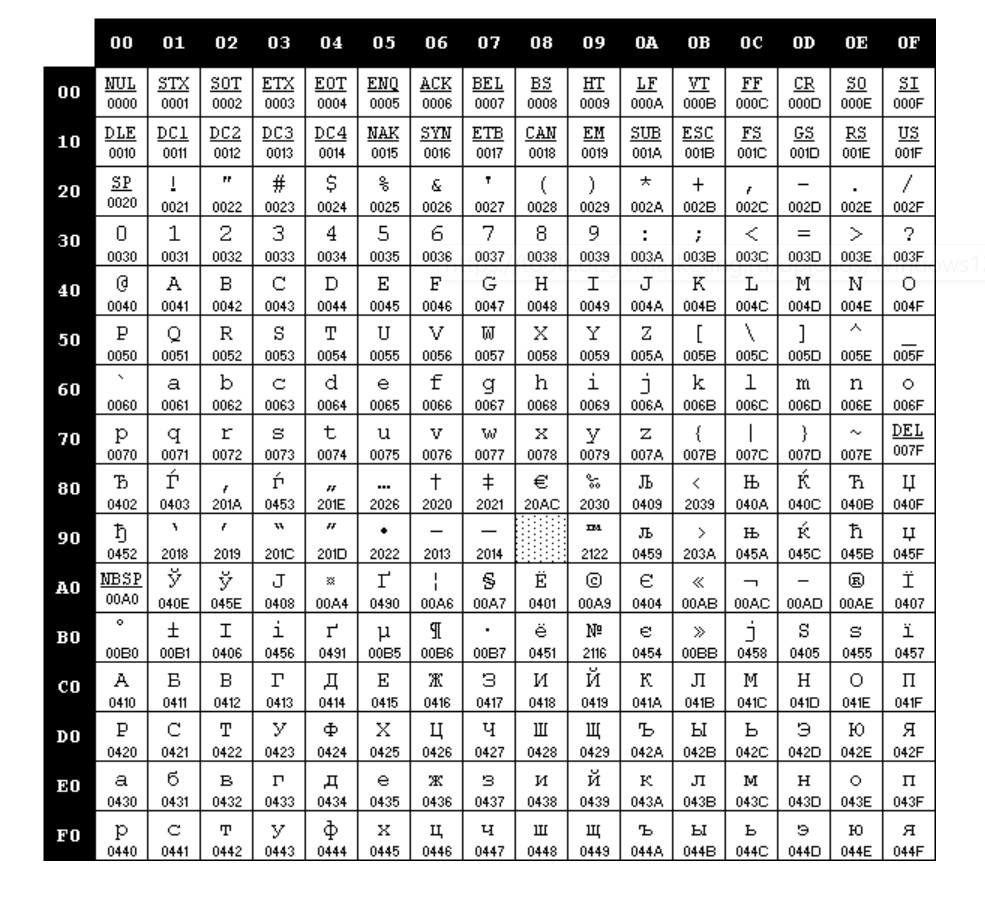 00 01 02 03 04 05 06 07 08 09 0A 0B 0C 0D 0E 0F
00 NUL STX SOT ETX EOT ENQ ACK BEL BS HT LF VT FF CR SO SI
0000 0001 0002 0003 0004 0005 0006 0007 0008 0009 000A 000B 000C 000D 000E 000F
10 DLE DC1 DC2 DC3 DC4 NAK SYN ETB CAN EM SUB ESC FS GS RS US
0010 0011 0012 0013 0014 0015 0016 0017 0018 0019 001A 001B 001C 001D 001E 001F
20 SP ! " # $ % & ' ( ) * + , − . /
0020 0021 0022 0023 0024 0025 0026 0027 0028 0029 002A 002B 002C 002D 002E 002F
30 0 1 2 3 4 5 6 7 8 9 : ; < = > ?
0030 0031 0032 0033 0034 0035 0036 0037 0038 0039 003A 003B 003C 003D 003E 003F
40 @ A B C D E F G H I J K L M N O
0040 0041 0042 0043 0044 0045 0046 0047 0048 0049 004A 004B 004C 004D 004E 004F
50 P Q R S T U V W X Y Z [ \ ] ^ _
0050 0051 0052 0053 0054 0055 0056 0057 0058 0059 005A 005B 005C 005D 005E 005F
60 ` a b c d e f g h i j k l m n o
0060 0061 0062 0063 0064 0065 0066 0067 0068 0069 006A 006B 006C 006D 006E 006F
70 p q r s t u v w x y z { | } ~ DEL
0070 0071 0072 0073 0074 0075 0076 0077 0078 0079 007A 007B 007C 007D 007E 007F
80 Ђ Ѓ ‚ ѓ „ … † ‡ € ‰ Љ ‹ Њ Ќ Ћ Џ
0402 0403 201A 0453 201E 2026 2020 2021 20AC 2030 0409 2039 040A 040C 040B 040F
90 ђ ‘ ’ “ ” • – — ™ љ › њ ќ ћ џ
0452 2018 2019 201C 201D 2022 2013 2014 2122 0459 203A 045A 045C 045B 045F
A0 NBSP Ў ў Ј ¤ Ґ ¦ § Ё © Є « ¬ - ® Ї
00A0 040E 045E 0408 00A4 0490 00A6 00A7 0401 00A9 0404 00AB 00AC 00AD 00AE 0407
B0 ° ± І і ґ µ ¶ · ё № є » ј Ѕ ѕ ї
00B0 00B1 0406 0456 0491 00B5 00B6 00B7 0451 2116 0454 00BB 0458 0405 0455 0457
C0 А Б В Г Д Е Ж З И Й К Л М Н О П
0410 0411 0412 0413 0414 0415 0416 0417 0418 0419 041A 041B 041C 041D 041E 041F
D0 Р С Т У Ф Х Ц Ч Ш Щ Ъ Ы Ь Э Ю Я
0420 0421 0422 0423 0424 0425 0426 0427 0428 0429 042A 042B 042C 042D 042E 042F
E0 а б в г д е ж з и й к л м н о п
0430 0431 0432 0433 0434 0435 0436 0437 0438 0439 043A 043B 043C 043D 043E 043F
F0 р с т у ф х ц ч ш щ ъ ы ь э ю я
0440 0441 0442 0443 0444 0445 0446 0447 0448 0449 044A 044B 044C 044D 044E 044F